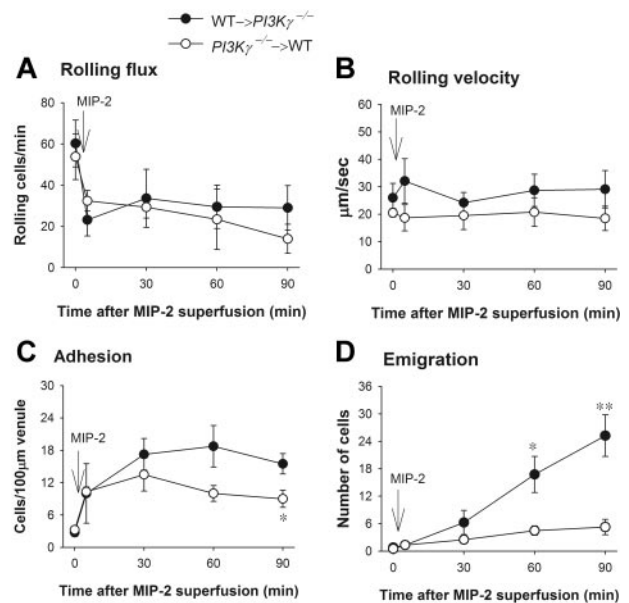 WT–>PI3Kγ−/−
PI3Kγ−/−–>WT
A Rolling flux
MIP-2
80
60
40
20
0
Rolling cells/min
0 30 60 90
Time after MIP-2 superfusion (min)
B Rolling velocity
MIP-2
60
50
40
30
20
10
0
μm/sec
0 30 60 90
Time after MIP-2 superfusion (min)
C Adhesion
MIP-2
30
24
18
12
6
0
Cells/100μm venule
*
0 30 60 90
Time after MIP-2 superfusion (min)
D Emigration
MIP-2
36
30
24
18
12
6
0
Number of cells
*
**
0 30 60 90
Time after MIP-2 superfusion (min)